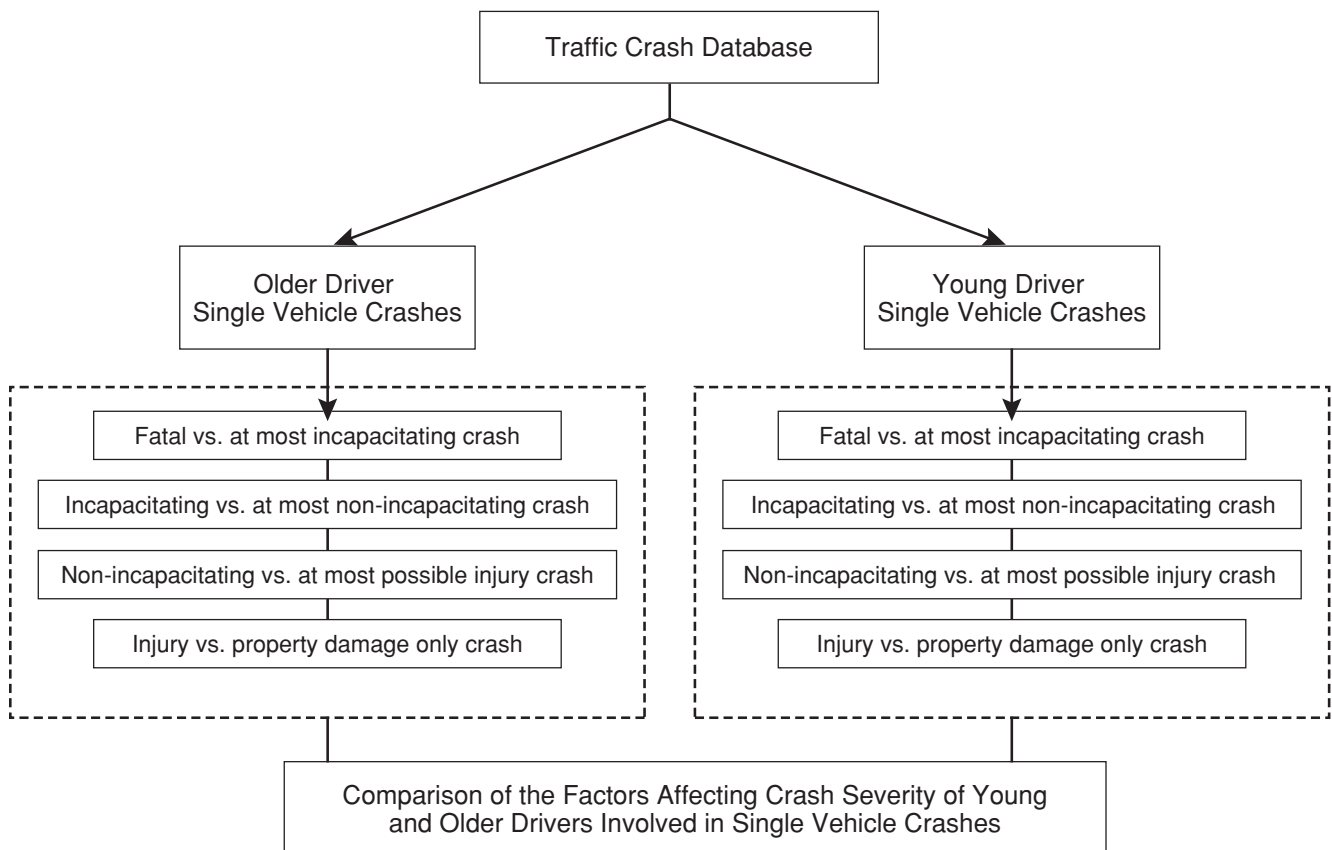 Traffic Crash Database
Older Driver
Single Vehicle Crashes
Young Driver
Single Vehicle Crashes
Fatal vs. at most incapacitating crash
Incapacitating vs. at most non-incapacitating crash
Non-incapacitating vs. at most possible injury crash
Injury vs. property damage only crash
Fatal vs. at most incapacitating crash
Incapacitating vs. at most non-incapacitating crash
Non-incapacitating vs. at most possible injury crash
Injury vs. property damage only crash
Comparison of the Factors Affecting Crash Severity of Young
and Older Drivers Involved in Single Vehicle Crashes